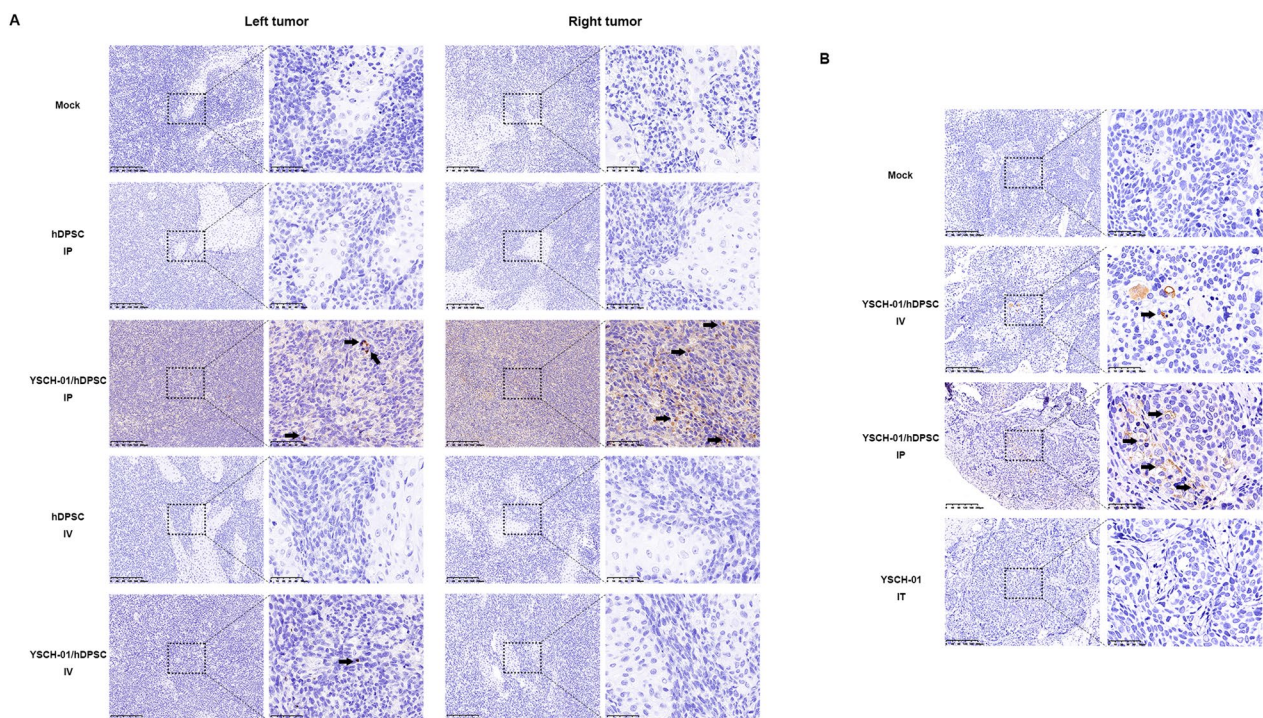 A
Left tumor
Right tumor
Mock
hDPSC
IP
YSCH-01/hDPSC
IP
hDPSC
IV
YSCH-01/hDPSC
IV
B
Mock
YSCH-01/hDPSC
IV
YSCH-01/hDPSC
IP
YSCH-01
IT